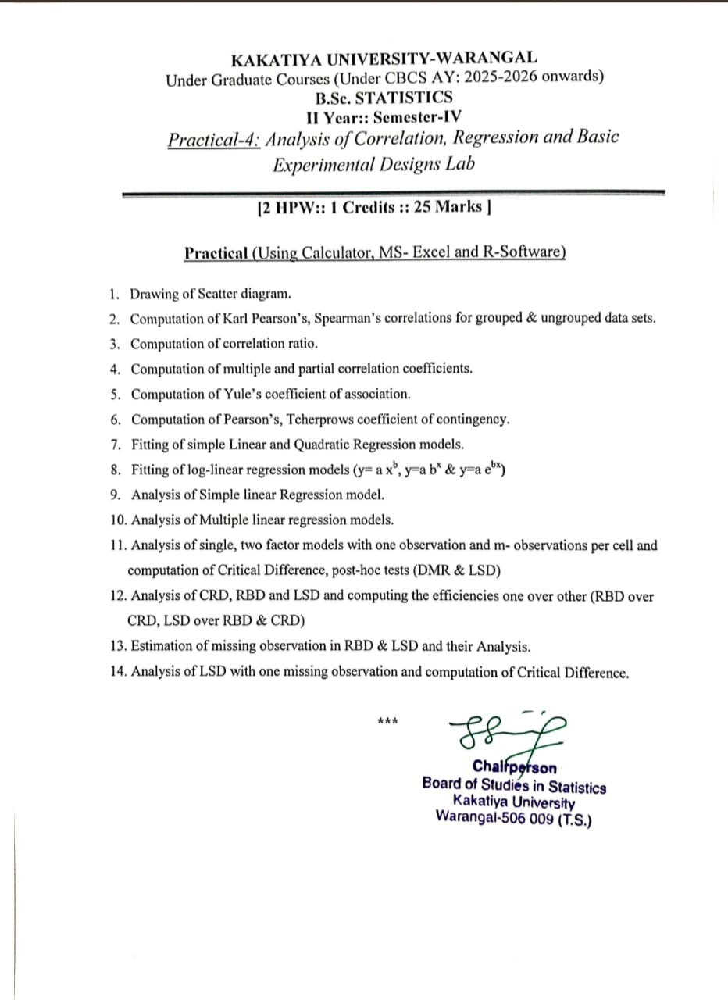 KAKATIYA UNIVERSITY-WARANGAL
Under Graduate Courses (Under CBCS AY: 2025-2026 onwards)
B.Sc. STATISTICS
II Year:: Semester-IV
Practical-4: Analysis of Correlation, Regression and Basic
Experimental Designs Lab
[2 HPW:: 1 Credits :: 25 Marks ]
Practical (Using Calculator, MS- Excel and R-Software)
1. Drawing of Scatter diagram.
2. Computation of Karl Pearson's, Spearman's correlations for grouped & ungrouped data sets.
3. Computation of correlation ratio.
4. Computation of multiple and partial correlation coefficients.
5. Computation of Yule's coefficient of association.
6. Computation of Pearson's, Tcherprows coefficient of contingency.
7. Fitting of simple Linear and Quadratic Regression models.
8. Fitting of log-linear regression models (y= a x^b, y=a b^x & y=a e^bx)
9. Analysis of Simple linear Regression model.
10. Analysis of Multiple linear regression models.
11. Analysis of single, two factor models with one observation and m- observations per cell and
computation of Critical Difference, post-hoc tests (DMR & LSD)
12. Analysis of CRD, RBD and LSD and computing the efficiencies one over other (RBD over
CRD, LSD over RBD & CRD)
13. Estimation of missing observation in RBD & LSD and their Analysis.
14. Analysis of LSD with one missing observation and computation of Critical Difference.
***
Chairperson
Board of Studies in Statistics
Kakatiya University
Warangal-506 009 (T.S.)